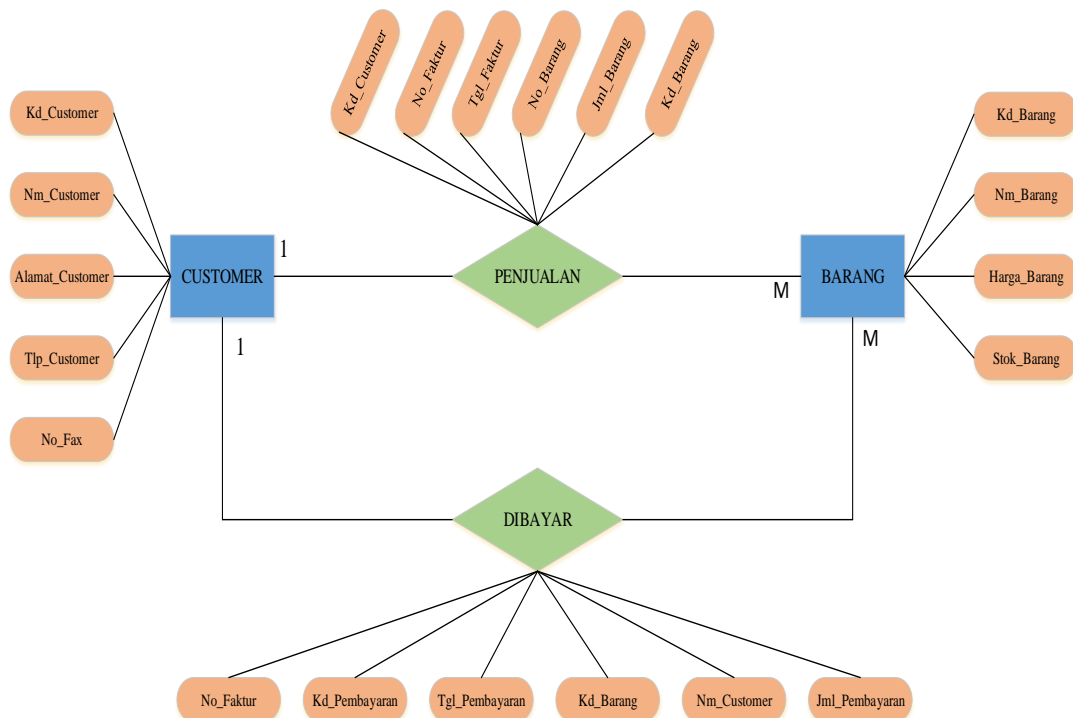 Kd_Customer
No_Faktur
Tgl_Faktur
No_Barang
Jml_Barang
Kd_Barang
Kd_Customer
Nm_Customer
Alamat_Customer
Tlp_Customer
No_Fax
CUSTOMER
1
1
PENJUALAN
M
BARANG
M
Kd_Barang
Nm_Barang
Harga_Barang
Stok_Barang
DIBAYAR
No_Faktur
Kd_Pembayaran
Tgl_Pembayaran
Kd_Barang
Nm_Customer
Jml_Pembayaran